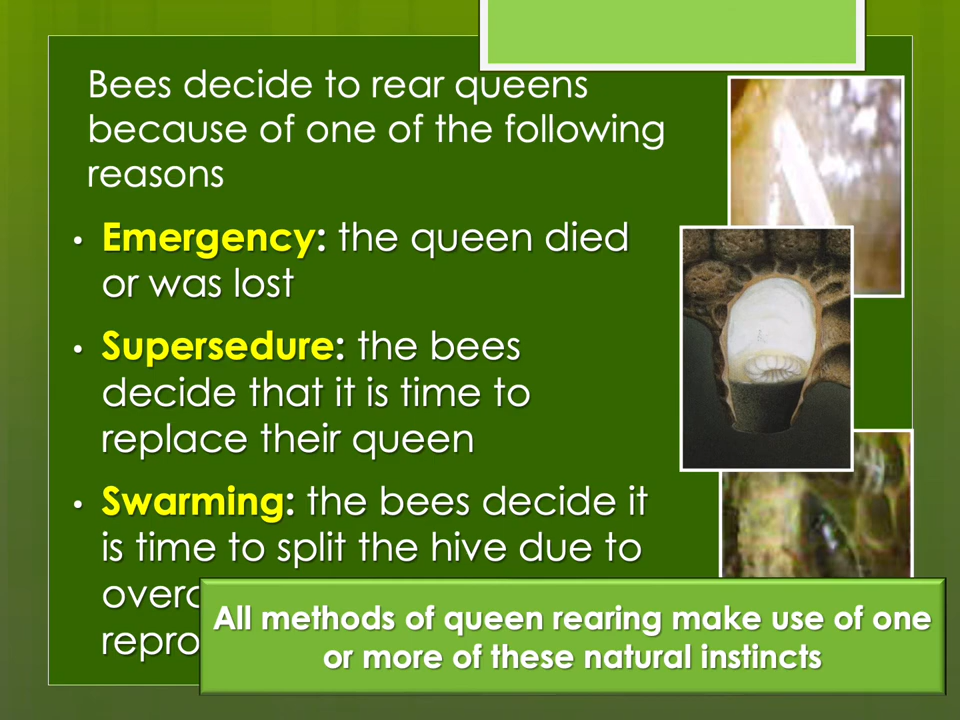 Bees decide to rear queens
because of one of the following
reasons
• Emergency: the queen died
or was lost
• Supersedure: the bees
decide that it is time to
replace their queen
• Swarming: the bees decide it
is time to split the hive due to
All methods of queen rearing make use of one
or more of these natural instincts